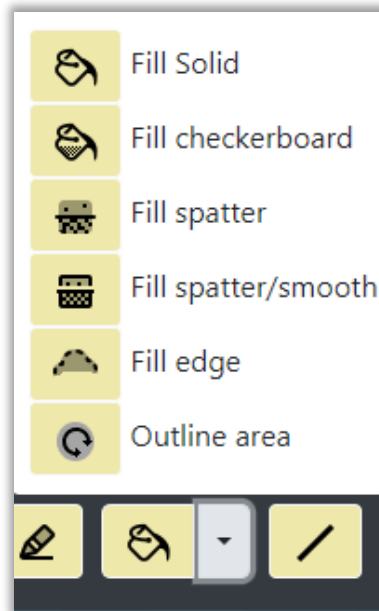 Fill Solid
Fill checkerboard
Fill spatter
Fill spatter/smooth
Fill edge
Outline area